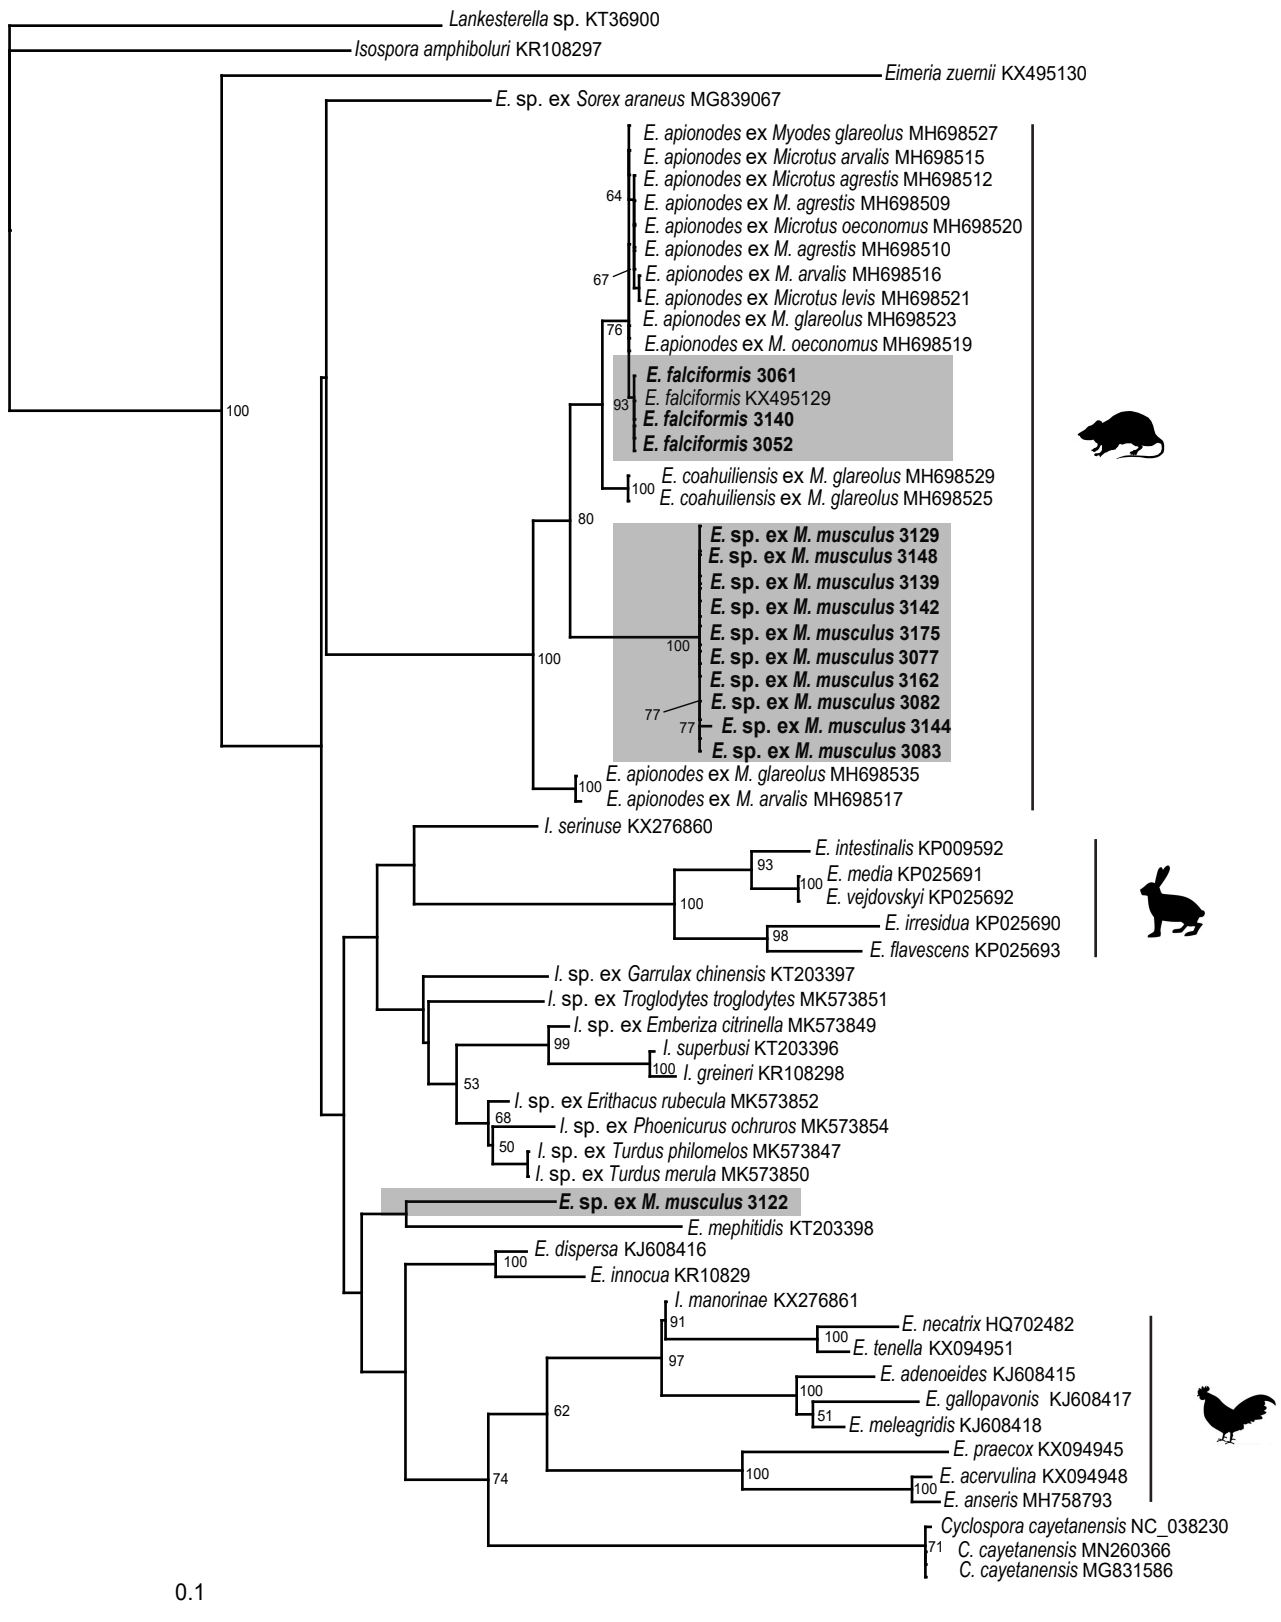 Lankesterella sp. KT36900
Isospora amphiboluri KR108297
Eimeria zuernii KX495130
E. sp. ex Sorex araneus MG839067
E. apionodes ex Myodes glareolus MH698527
E. apionodes ex Microtus arvalis MH698515
E. apionodes ex Microtus agrestis MH698512
64
E. apionodes ex M. agrestis MH698509
E. apionodes ex Microtus oeconomus MH698520
E. apionodes ex M. agrestis MH698510
67
E. apionodes ex M. arvalis MH698516
E. apionodes ex Microtus levis MH698521
E. apionodes ex M. glareolus MH698523
76
E.apionodes ex M. oeconomus MH698519
E. falciformis 3061
E. falciformis KX495129
93
100
E. falciformis 3140
E. falciformis 3052
E. coahuiliensis ex M. glareolus MH698529
100
E. coahuiliensis ex M. glareolus MH698525
80
E. sp. ex M. musculus 3129
E. sp. ex M. musculus 3148
E. sp. ex M. musculus 3139
E. sp. ex M. musculus 3142
E. sp. ex M. musculus 3175
100
100
E. sp. ex M. musculus 3077
E. sp. ex M. musculus 3162
E. sp. ex M. musculus 3082
77
77
E. sp. ex M. musculus 3144
E. sp. ex M. musculus 3083
E. apionodes ex M. glareolus MH698535
100
E. apionodes ex M. arvalis MH698517
I. serinuse KX276860
E. intestinalis KP009592
93
E. media KP025691
100
E. vejdovskyi KP025692
100
E. irresidua KP025690
98
E. flavescens KP025693
I. sp. ex Garrulax chinensis KT203397
I. sp. ex Troglodytes troglodytes MK573851
I. sp. ex Emberiza citrinella MK573849
99
I. superbusi KT203396
100
I. greineri KR108298
53
I. sp. ex Erithacus rubecula MK573852
68
I. sp. ex Phoenicurus ochruros MK573854
50
I. sp. ex Turdus philomelos MK573847
I. sp. ex Turdus merula MK573850
E. sp. ex M. musculus 3122
E. mephitidis KT203398
E. dispersa KJ608416
100
E. innocua KR10829
I. manorinae KX276861
91
E. necatrix HQ702482
100
E. tenella KX094951
97
E. adenoeides KJ608415
100
E. gallopavonis KJ608417
62
51
E. meleagridis KJ608418
E. praecox KX094945
74
100
E. acervulina KX094948
100
E. anseris MH758793
Cyclospora cayetanensis NC_038230
71
C. cayetanensis MN260366
C. cayetanensis MG831586
0.1